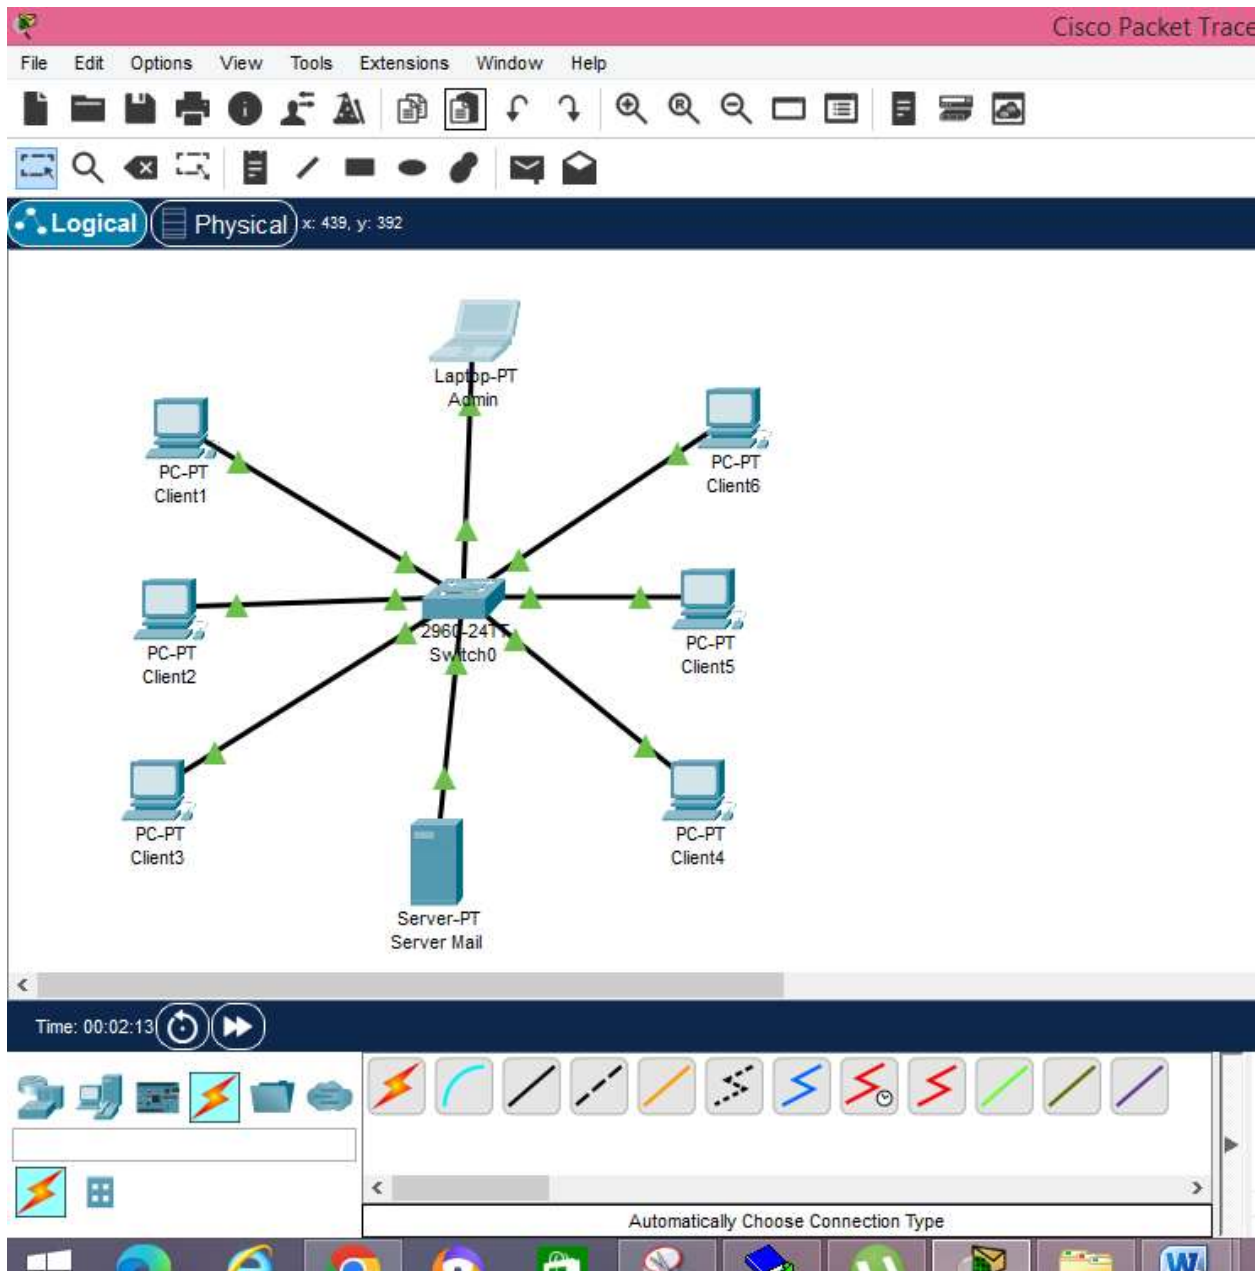 Cisco Packet Trace
File Edit Options View Tools Extensions Window Help
Logical Physical x: 439, y: 392
Laptop-PT
Admin
PC-PT
Client1
PC-PT
Client6
PC-PT
Client2
2960-24TT
Switch0
PC-PT
Client5
PC-PT
Client3
PC-PT
Client4
Server-PT
Server Mail
Time: 00:02:13
Automatically Choose Connection Type